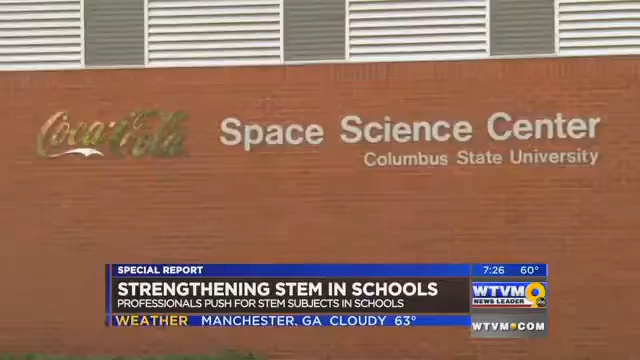 Coca-Cola
Space Science Center
Columbus State University
SPECIAL REPORT
7:26 60°
STRENGTHENING STEM IN SCHOOLS
PROFESSIONALS PUSH FOR STEM SUBJECTS IN SCHOOLS
WTVM 9
NEWS LEADER abc
WEATHER MANCHESTER, GA CLOUDY 63°
WTVM.COM